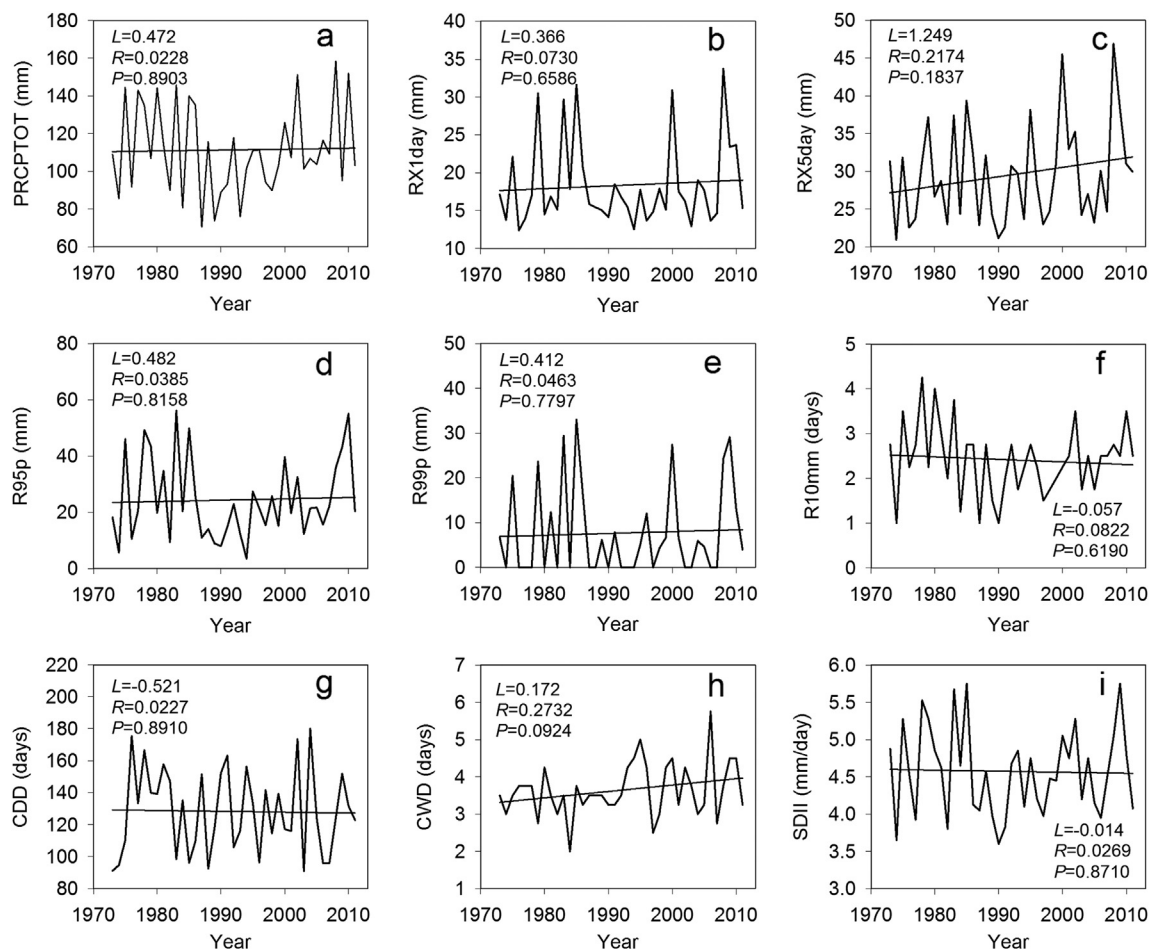 a
L=0.472
R=0.0228
P=0.8903
PRCPTOT (mm)
180
160
140
120
100
80
60
1970 1980 1990 2000 2010
Year
b
L=0.366
R=0.0730
P=0.6586
RX1day (mm)
40
35
30
25
20
15
10
1970 1980 1990 2000 2010
Year
c
L=1.249
R=0.2174
P=0.1837
RX5day (mm)
50
45
40
35
30
25
20
1970 1980 1990 2000 2010
Year
d
L=0.482
R=0.0385
P=0.8158
R95p (mm)
80
60
40
20
0
1970 1980 1990 2000 2010
Year
e
L=0.412
R=0.0463
P=0.7797
R99p (mm)
50
40
30
20
10
0
1970 1980 1990 2000 2010
Year
f
R10mm (days)
5
4
3
2
1
0
L=-0.057
R=0.0822
P=0.6190
1970 1980 1990 2000 2010
Year
g
L=-0.521
R=0.0227
P=0.8910
CDD (days)
220
200
180
160
140
120
100
80
1970 1980 1990 2000 2010
Year
h
L=0.172
R=0.2732
P=0.0924
CWD (days)
7
6
5
4
3
2
1
1970 1980 1990 2000 2010
Year
i
SDII (mm/day)
6.0
5.5
5.0
4.5
4.0
3.5
3.0
L=-0.014
R=0.0269
P=0.8710
1970 1980 1990 2000 2010
Year